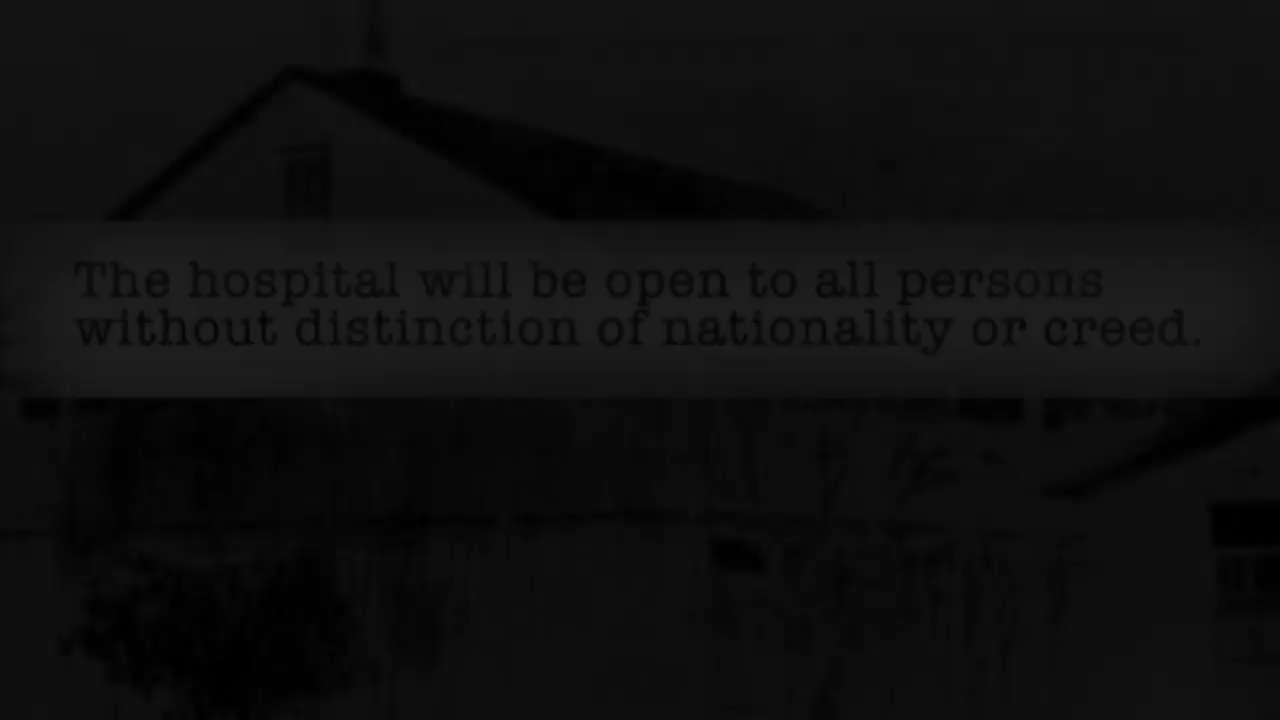 The hospital will be open to all persons
without distinction of nationality or creed.